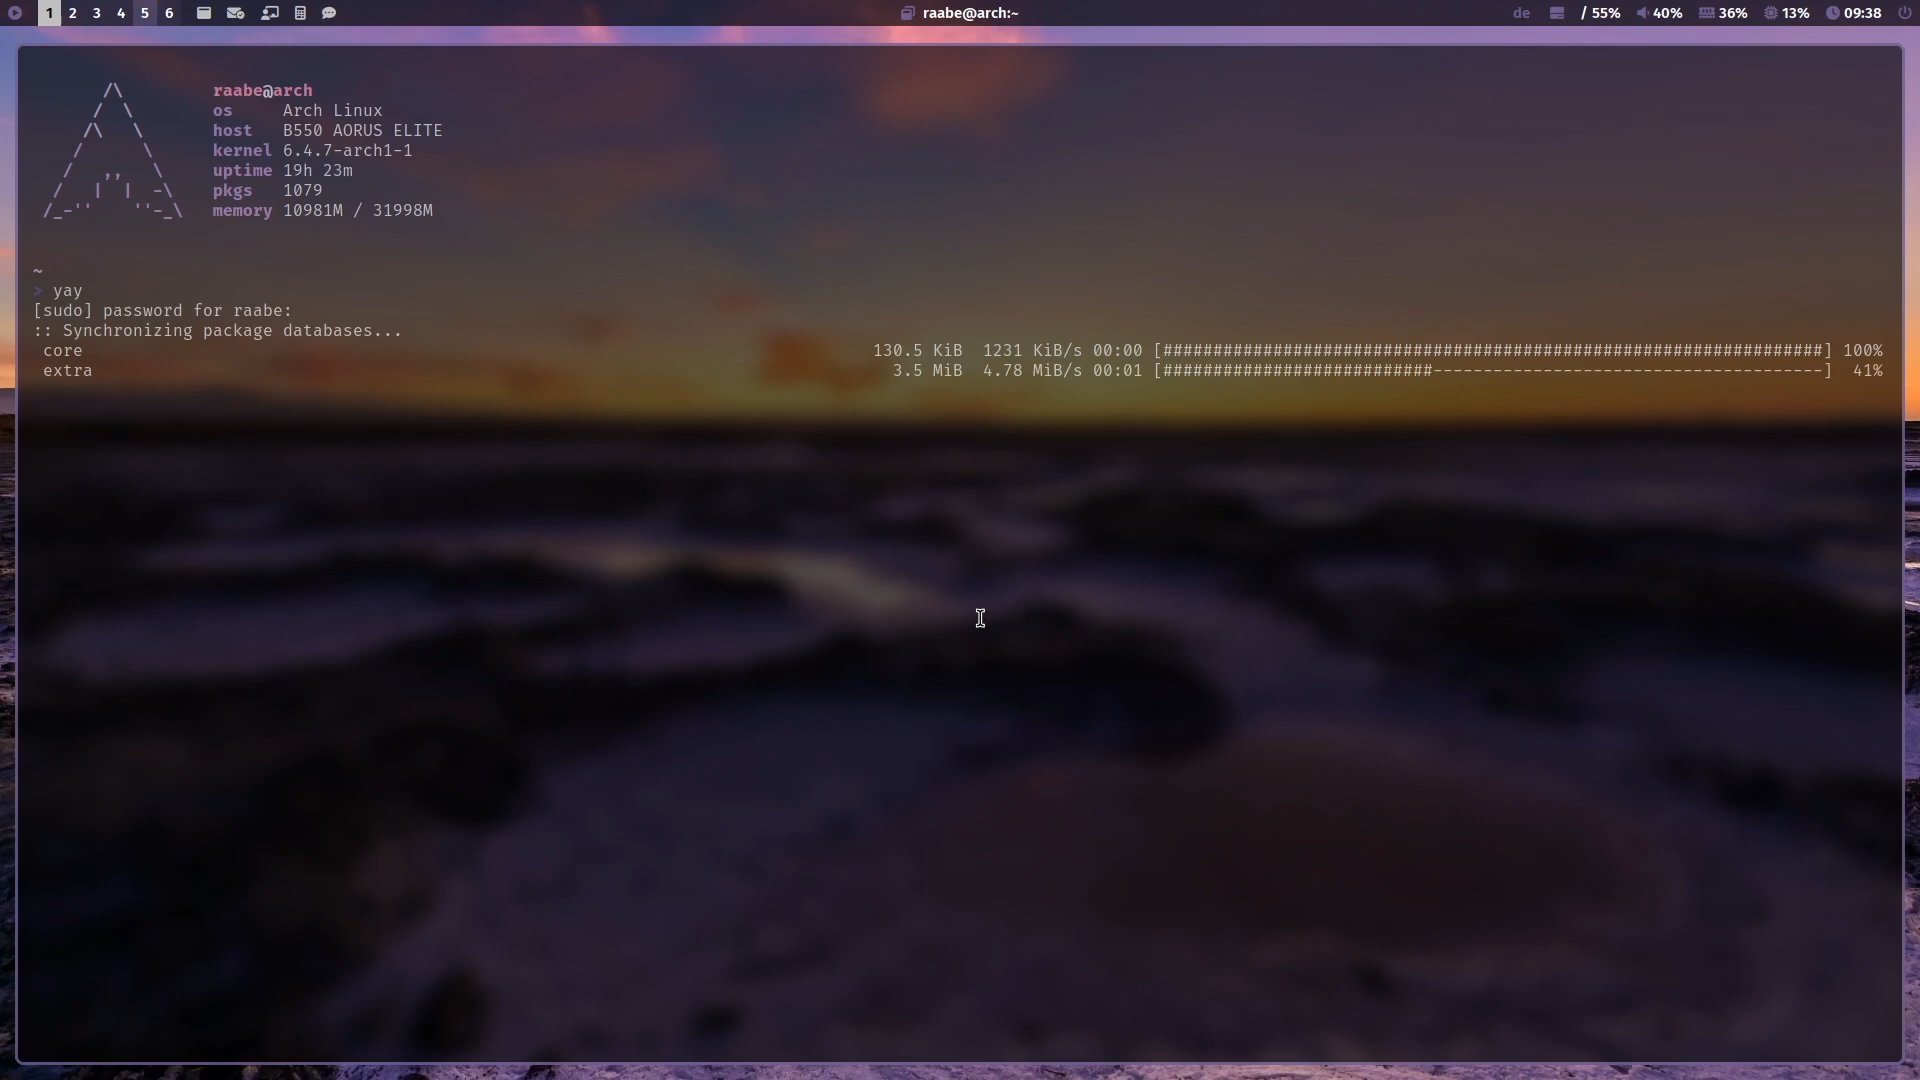 1 2 3 4 5 6 raabe@arch:~ de / 55% 40% 36% 13% 09:38
raabe@arch
os Arch Linux
host B550 AORUS ELITE
kernel 6.4.7-arch1-1
uptime 19h 23m
pkgs 1079
memory 10981M / 31998M
~
> yay
[sudo] password for raabe:
:: Synchronizing package databases...
core 130.5 KiB 1231 KiB/s 00:00 [##################################################################] 100%
extra 3.5 MiB 4.78 MiB/s 00:01 [###########################---------------------------------------] 41%